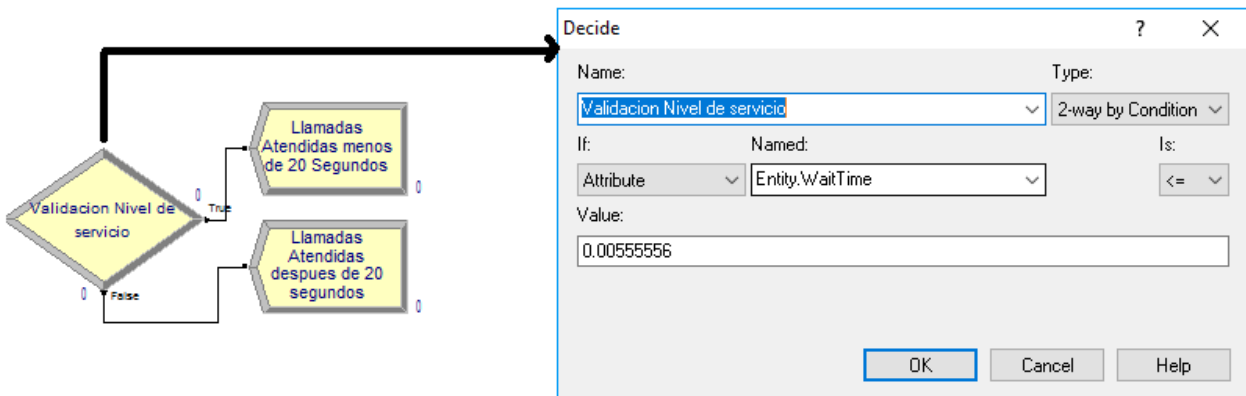 Validacion Nivel de
servicio
0
True
0
False
Llamadas
Atendidas menos
de 20 Segundos
0
Llamadas
Atendidas
despues de 20
segundos
0
Decide
?
Name:
Type:
Validacion Nivel de servicio
2-way by Condition
If:
Named:
Is:
Attribute
Entity.WaitTime
<=
Value:
0.00555556
OK
Cancel
Help